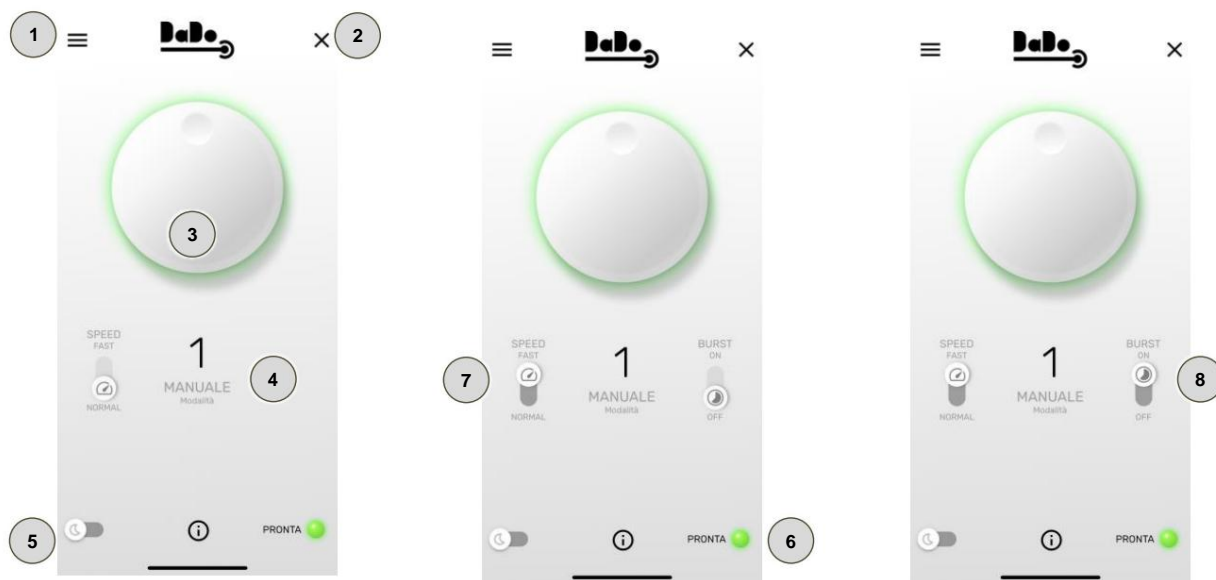 1
DaDo
2
3
SPEED
FAST
NORMAL
1
MANUALE
Modalità
4
5
PRONTA
DaDo
SPEED
FAST
NORMAL
7
1
MANUALE
Modalità
BURST
ON
OFF
PRONTA
6
DaDo
SPEED
FAST
NORMAL
1
MANUALE
Modalità
BURST
ON
OFF
8
PRONTA